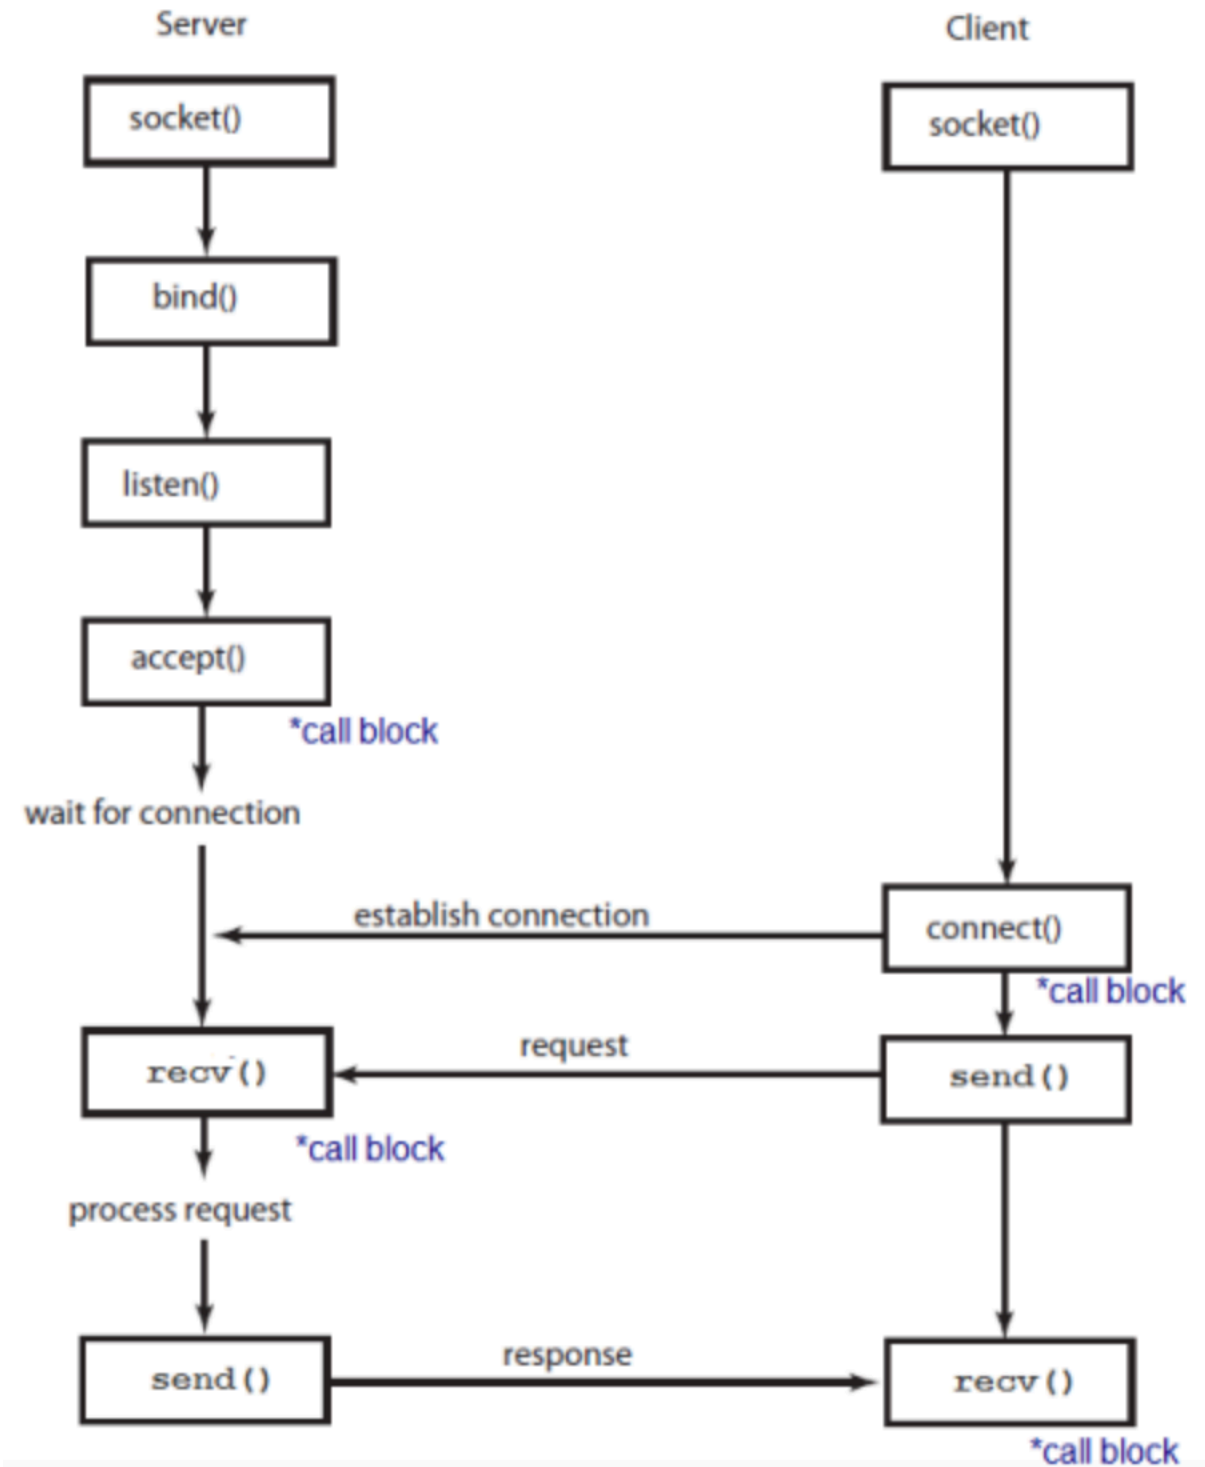 Server
Client
socket()
socket()
bind()
listen()
accept()
*call block
wait for connection
establish connection
connect()
*call block
request
recv()
send()
*call block
process request
response
send()
recv()
*call block